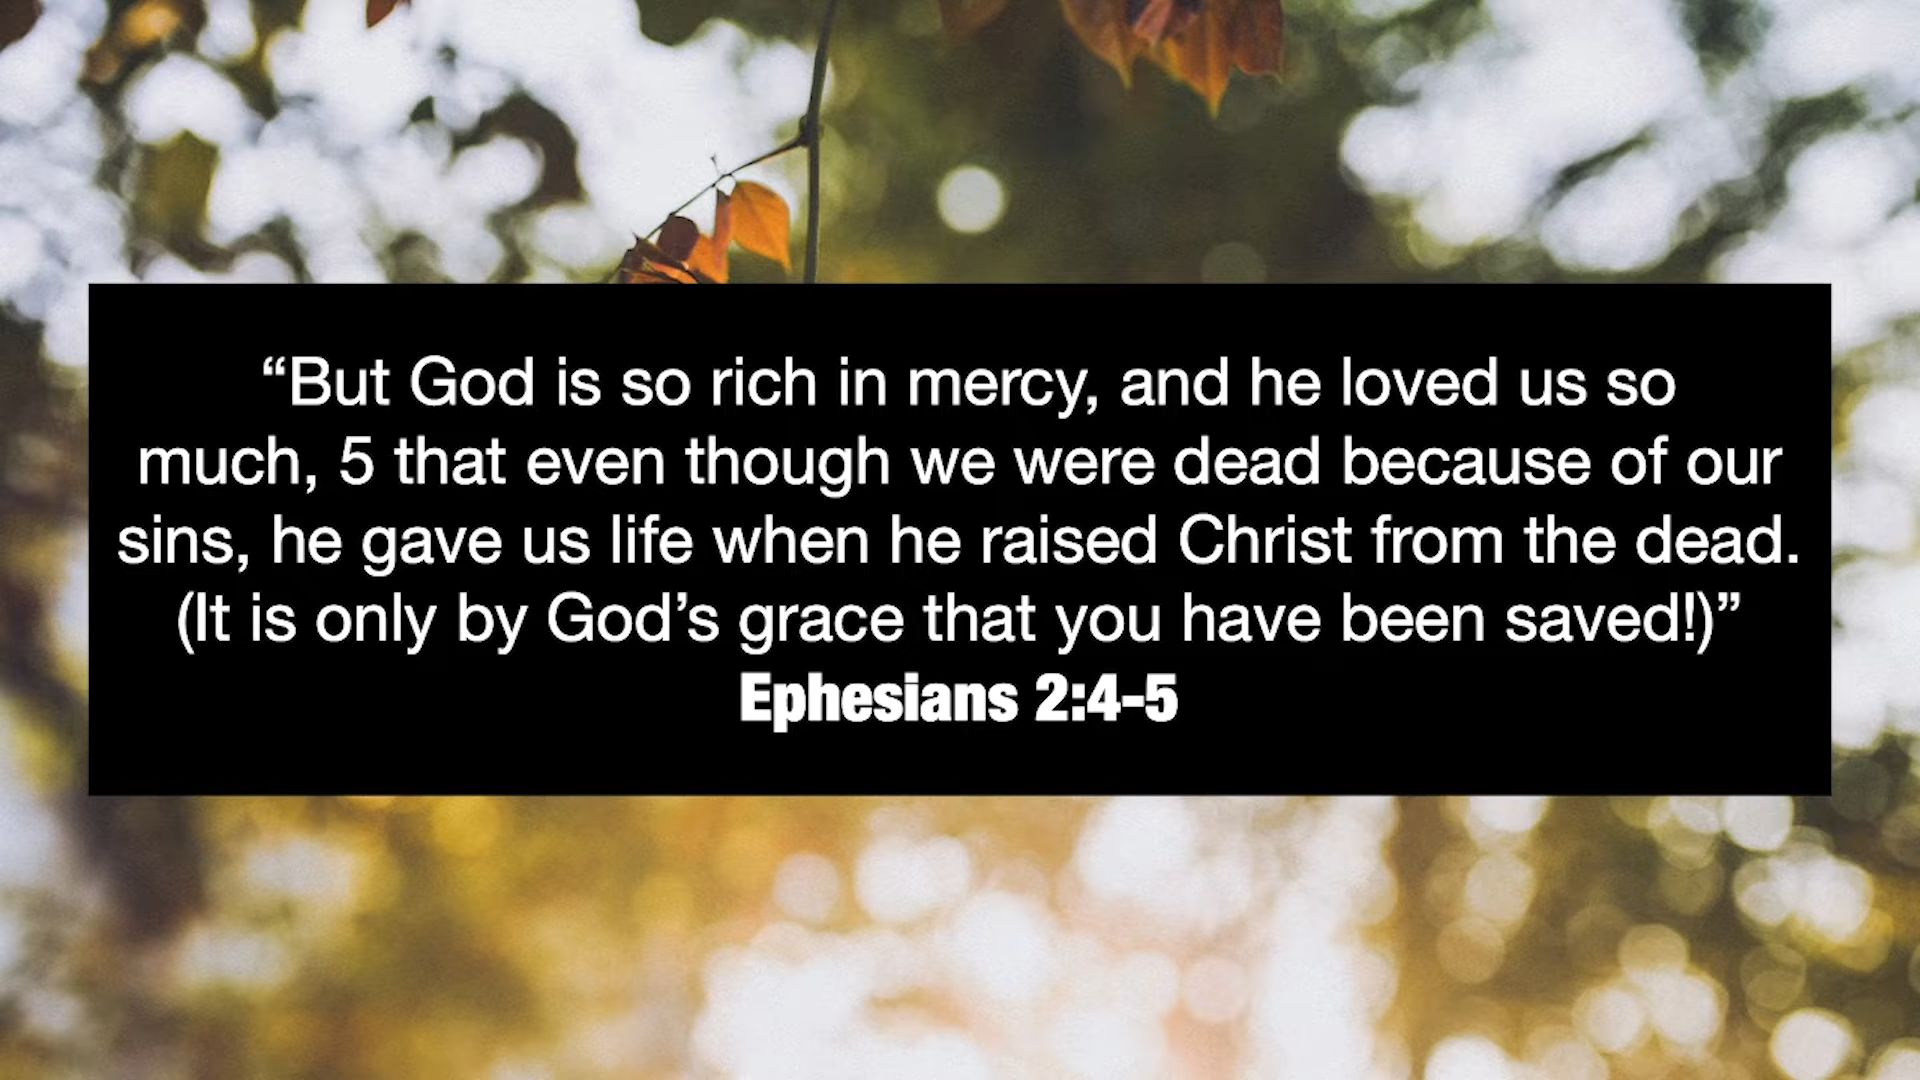 “But God is so rich in mercy, and he loved us so
much, 5 that even though we were dead because of our
sins, he gave us life when he raised Christ from the dead.
(It is only by God’s grace that you have been saved!)”
Ephesians 2:4-5